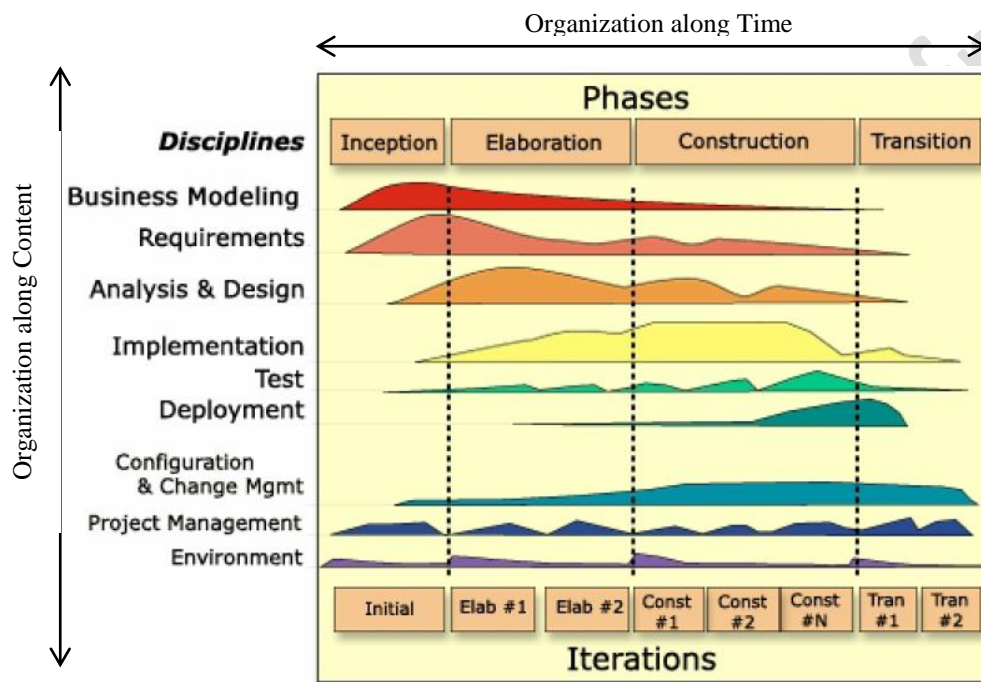 Organization along Time
Organization along Content
Phases
Disciplines
Inception
Elaboration
Construction
Transition
Business Modeling
Requirements
Analysis & Design
Implementation
Test
Deployment
Configuration
& Change Mgmt
Project Management
Environment
Initial
Elab #1
Elab #2
Const
#1
Const
#2
Const
#N
Tran
#1
Tran
#2
Iterations